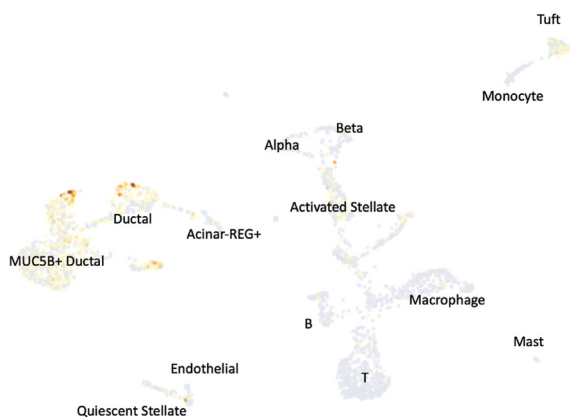 Tuft
Monocyte
Beta
Alpha
Activated Stellate
Ductal
Acinar-REG+
MUC5B+ Ductal
Macrophage
B
Mast
Endothelial
T
Quiescent Stellate